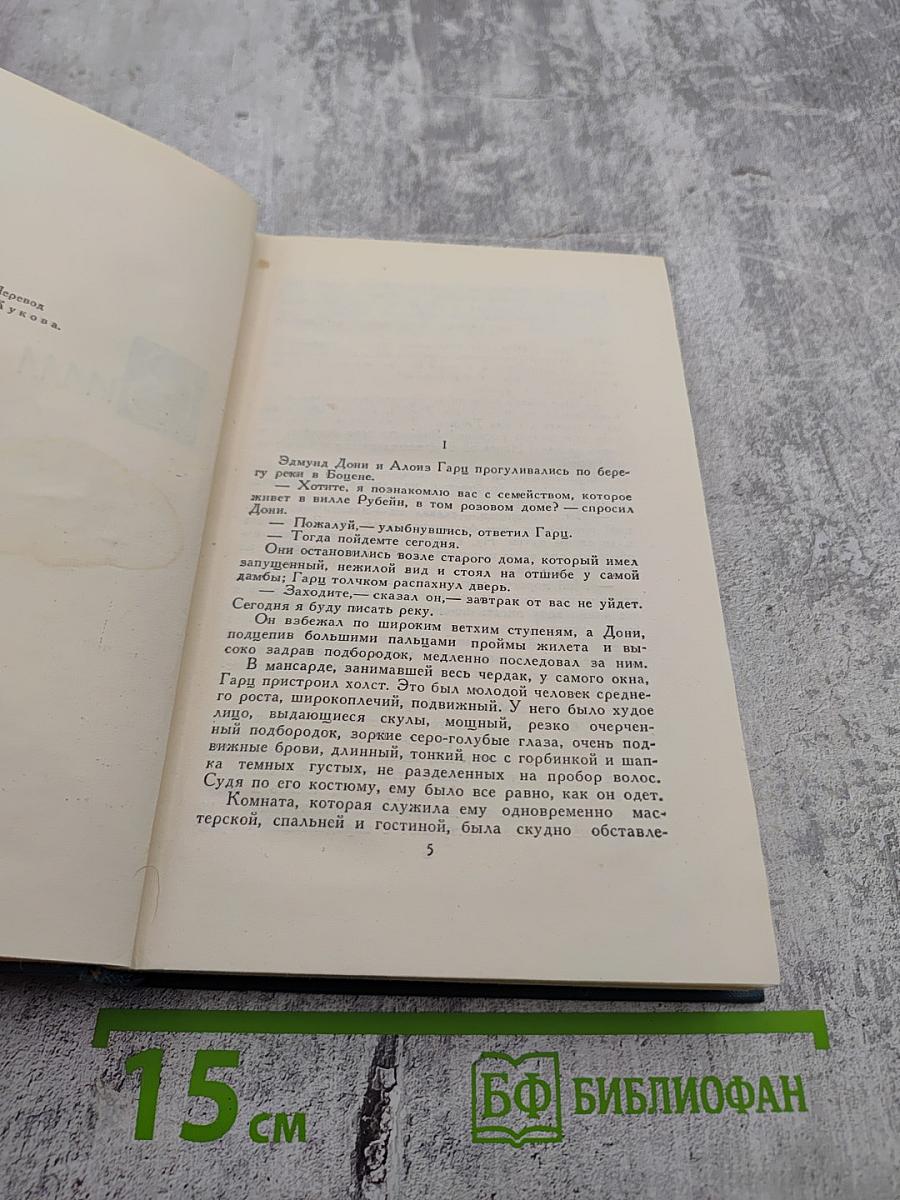 Перевод
Жукова.
I
Эдмунд Дони и Алоиз Гарц прогуливались по бере-
гу реки в Боцене.
— Хотите, я познакомлю вас с семейством, которое
живет в вилле Рубейн, в том розовом доме? — спросил
Дони.
— Пожалуй,— улыбнувшись, ответил Гарц.
— Тогда пойдемте сегодня.
Они остановились возле старого дома, который имел
запущенный, нежилой вид и стоял на отшибе у самой
дамбы; Гарц толчком распахнул дверь.
— Заходите,— сказал он,— завтрак от вас не уйдет.
Сегодня я буду писать реку.
Он взбежал по широким ветхим ступеням, а Дони,
подцепив большими пальцами проймы жилета и вы-
соко задрав подбородок, медленно последовал за ним.
В мансарде, занимавшей весь чердак, у самого окна,
Гарц пристроил холст. Это был молодой человек средне-
го роста, широкоплечий, подвижный. У него было худое
лицо, выдающиеся скулы, мощный, резко очерчен-
ный подбородок, зоркие серо-голубые глаза, очень под-
вижные брови, длинный, тонкий нос с горбинкой и шап-
ка темных густых, не разделенных на пробор волос.
Судя по его костюму, ему было все равно, как он одет.
Комната, которая служила ему одновременно мас-
терской, спальней и гостиной, была скудно обставле-
5
15 см
БФ БИБЛИОФАН